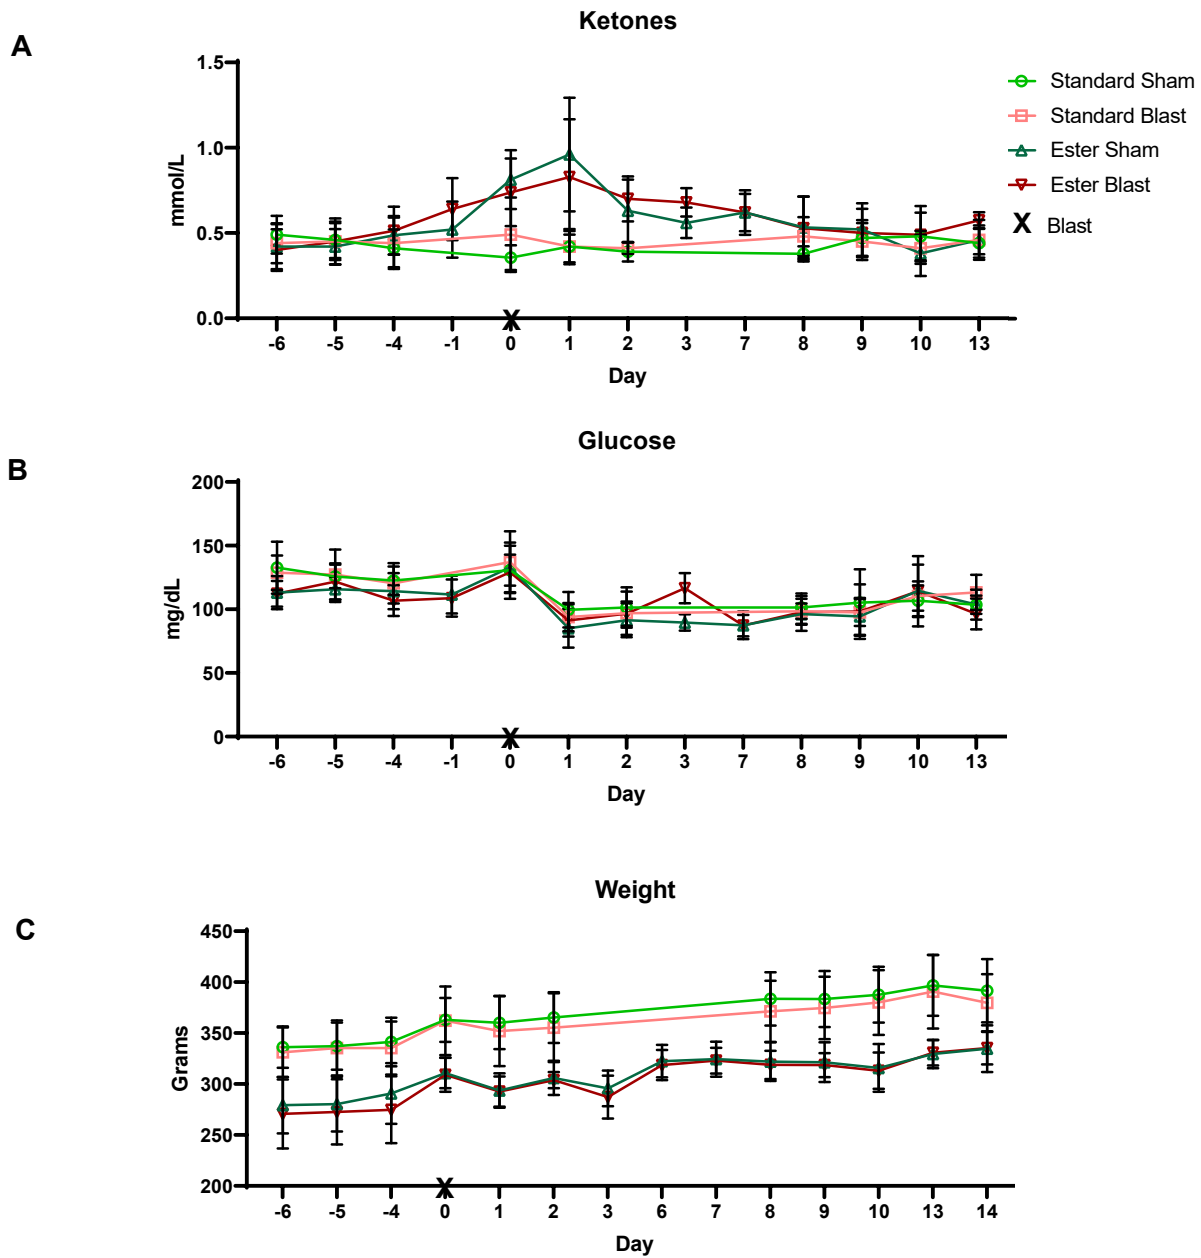 A
Ketones
1.5
1.0
0.5
0.0
mmol/L
-6 -5 -4 -1 0 1 2 3 7 8 9 10 13
X
Day
Standard Sham
Standard Blast
Ester Sham
Ester Blast
X Blast
B
Glucose
200
150
100
50
0
mg/dL
X
-6 -5 -4 -1 0 1 2 3 7 8 9 10 13
Day
C
Weight
450
400
350
300
250
200
Grams
X
-6 -5 -4 0 1 2 3 6 7 8 9 10 13 14
Day